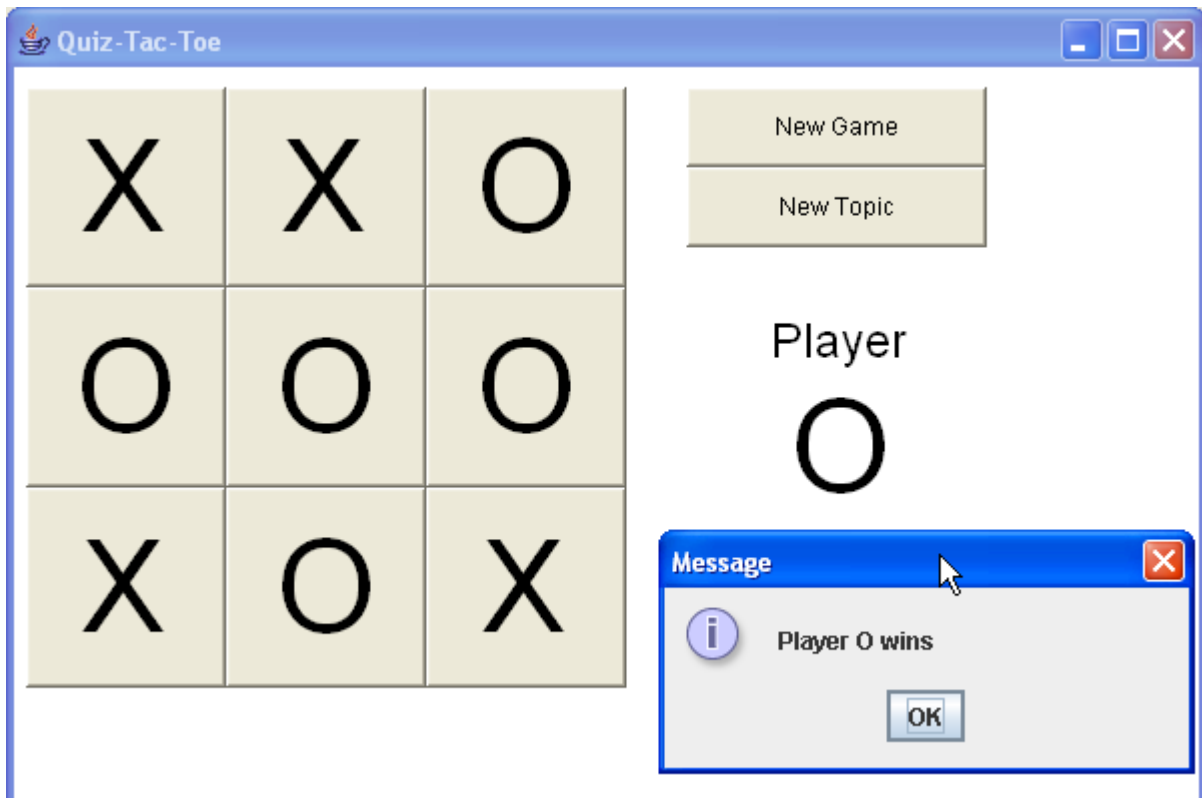 Quiz-Tac-Toe
X X O
O O O
X O X
New Game
New Topic
Player
O
Message
Player O wins
OK